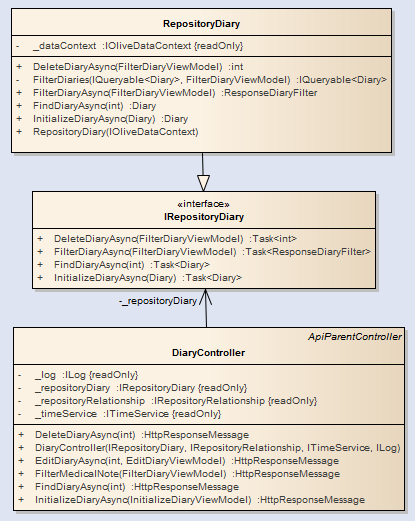 RepositoryDiary
- _dataContext :IOliveDataContext {readOnly}
+ DeleteDiaryAsync(FilterDiaryViewModel) :int
- FilterDiaries(IQueryable<Diary>, FilterDiaryViewModel) :IQueryable<Diary>
+ FilterDiaryAsync(FilterDiaryViewModel) :ResponseDiaryFilter
+ FindDiaryAsync(int) :Diary
+ InitializeDiaryAsync(Diary) :Diary
+ RepositoryDiary(IOliveDataContext)
«interface»
IRepositoryDiary
+ DeleteDiaryAsync(FilterDiaryViewModel) :Task<int>
+ FilterDiaryAsync(FilterDiaryViewModel) :Task<ResponseDiaryFilter>
+ FindDiaryAsync(int) :Task<Diary>
+ InitializeDiaryAsync(Diary) :Task<Diary>
-_repositoryDiary
ApiParentController
DiaryController
- _log :ILog {readOnly}
- _repositoryDiary :IRepositoryDiary {readOnly}
- _repositoryRelationship :IRepositoryRelationship {readOnly}
- _timeService :ITimeService {readOnly}
+ DeleteDiaryAsync(int) :HttpResponseMessage
+ DiaryController(IRepositoryDiary, IRepositoryRelationship, ITimeService, ILog)
+ EditDiaryAsync(int, EditDiaryViewModel) :HttpResponseMessage
+ FilterMedicalNote(FilterDiaryViewModel) :HttpResponseMessage
+ FindDiaryAsync(int) :HttpResponseMessage
+ InitializeDiaryAsync(InitializeDiaryViewModel) :HttpResponseMessage